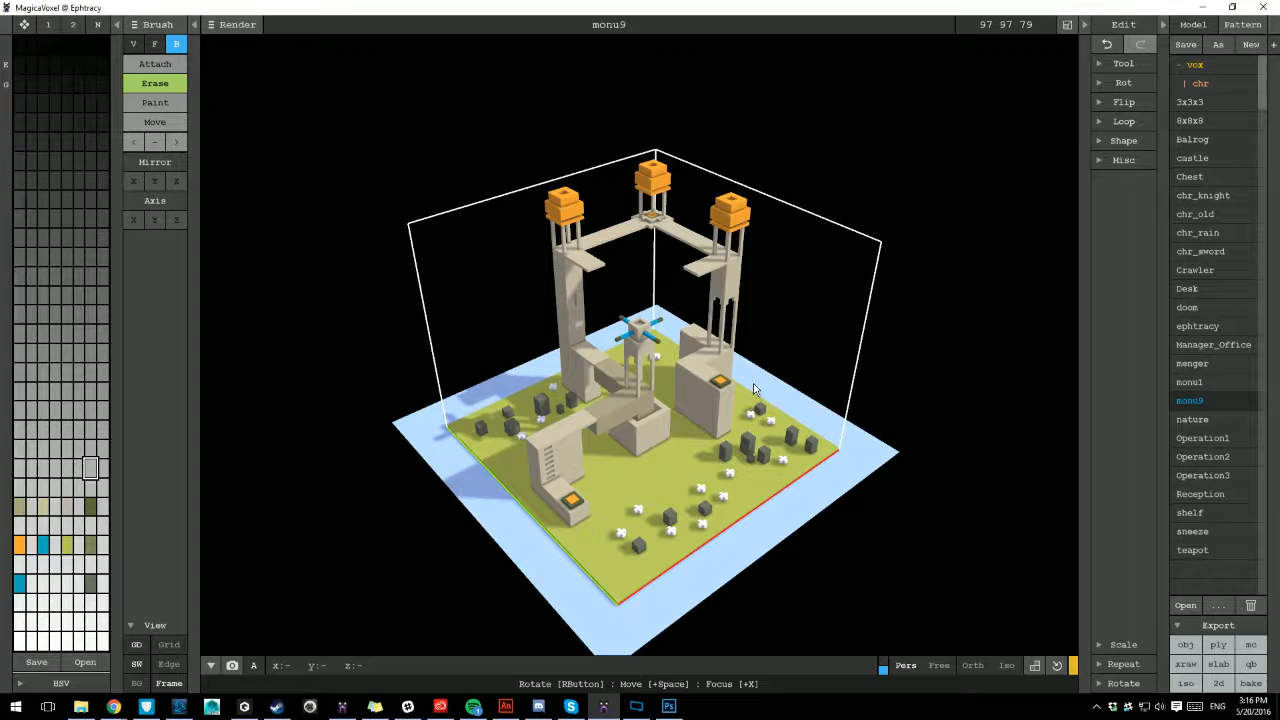 MagicaVoxel @ Ephtracy
1 2 N
Brush
Render
monu9
97 97 79
Edit
Model Pattern
V F B
Save As New
E
G
Attach
Erase
Paint
Move
< - >
Mirror
X Y Z
Axis
X Y Z
Tool
Rot
Flip
Loop
Shape
Misc
- vox
| chr
3x3x3
8x8x8
Balrog
castle
Chest
chr_knight
chr_old
chr_rain
chr_sword
Crawler
Desk
doom
ephtracy
Manager_Office
menger
monu1
monu9
nature
Operation1
Operation2
Operation3
Reception
shelf
sneeze
teapot
Open ...
Export
obj ply mc
xraw slab qb
iso 2d bake
View
GD Grid
SW Edge
BG Frame
Save Open
HSV
A x:- y:- z:-
Pers Free Orth Iso
Scale
Repeat
Rotate
Rotate [RButton] : Move [+Space] : Focus [+X]
ENG
3:16 PM
5/20/2016